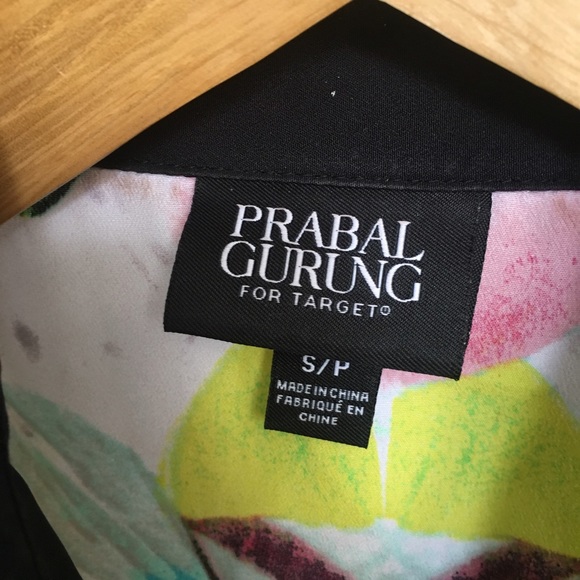 PRABAL
GURUNG
FOR TARGET®
S/P
MADE IN CHINA
FABRIQUÉ EN
CHINE